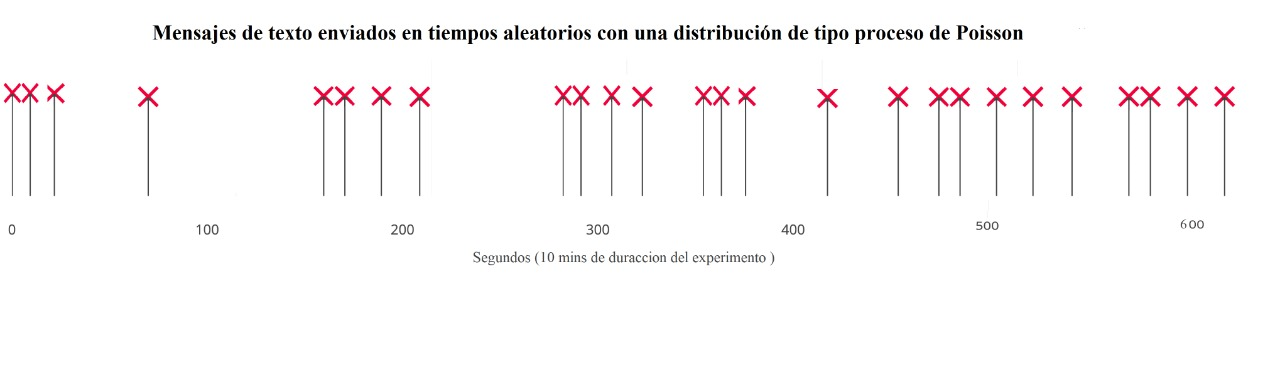 Mensajes de texto enviados en tiempos aleatorios con una distribución de tipo proceso de Poisson
0 100 200 300 400 500 600
Segundos (10 mins de duraccion del experimento )